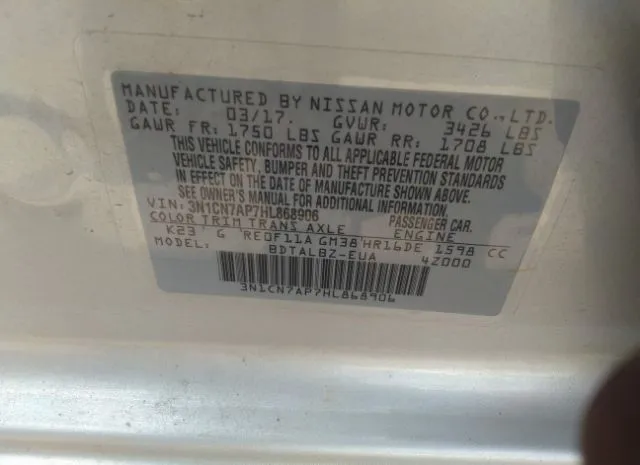 MANUFACTURED BY NISSAN MOTOR CO.,LTD.
DATE: 03/17. GVWR: 3426 LBS
GAWR FR: 1750 LBS GAWR RR: 1708 LBS
THIS VEHICLE CONFORMS TO ALL APPLICABLE FEDERAL MOTOR
VEHICLE SAFETY, BUMPER AND THEFT PREVENTION STANDARDS
IN EFFECT ON THE DATE OF MANUFACTURE SHOWN ABOVE.
SEE OWNER'S MANUAL FOR ADDITIONAL INFORMATION.
VIN: 3N1CN7AP7HL868906 PASSENGER CAR.
COLOR TRIM TRANS AXLE ENGINE
K23 G RE0F11A GM38 HR16DE 1598 CC
MODEL: BDTALBZ-EUA 42000
3N1CN7AP7HL868906